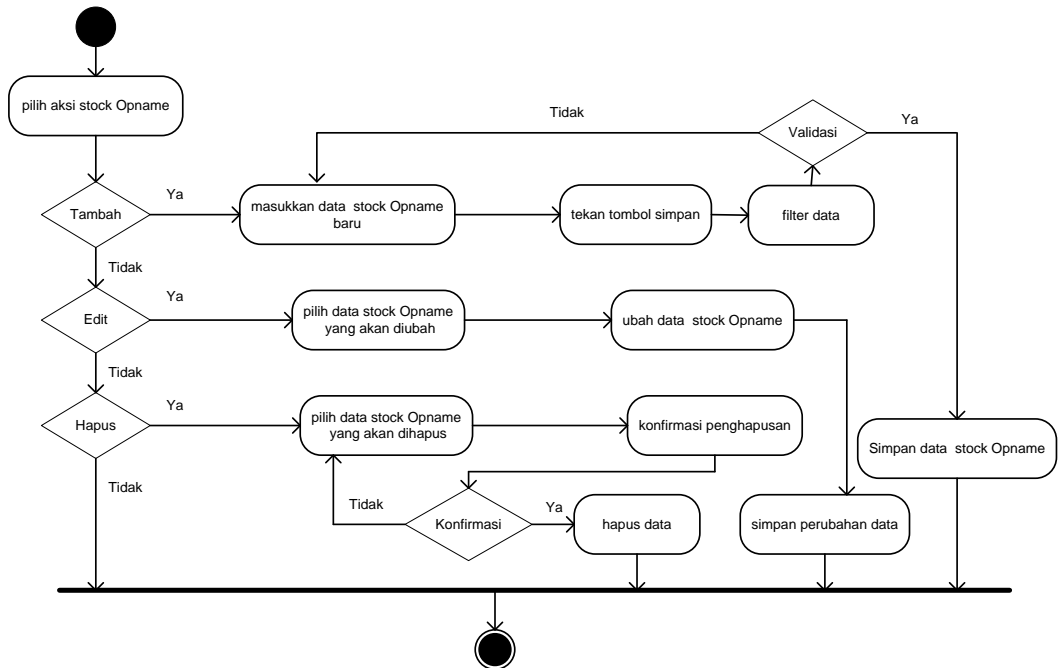 pilih aksi stock Opname
Tidak
Validasi
Ya
Tambah
Ya
masukkan data stock Opname
baru
tekan tombol simpan
filter data
Tidak
Edit
Ya
pilih data stock Opname
yang akan diubah
ubah data stock Opname
Tidak
Hapus
Ya
pilih data stock Opname
yang akan dihapus
konfirmasi penghapusan
Simpan data stock Opname
Tidak
Tidak
Konfirmasi
Ya
hapus data
simpan perubahan data